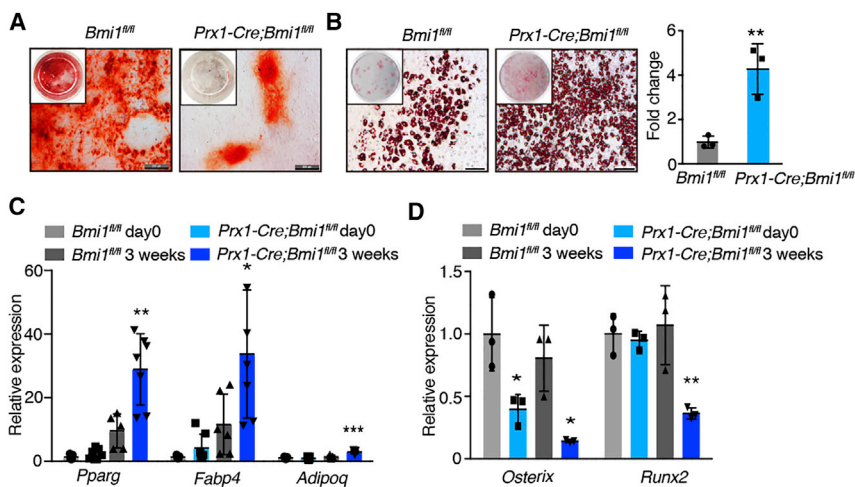 A
Bmi1fl/fl
Prx1-Cre;Bmi1fl/fl
B
Bmi1fl/fl
Prx1-Cre;Bmi1fl/fl
Fold change
6
4
2
0
**
Bmi1fl/fl
Prx1-Cre;Bmi1fl/fl
C
Bmi1fl/fl day0
Prx1-Cre;Bmi1fl/fl day0
Bmi1fl/fl 3 weeks
Prx1-Cre;Bmi1fl/fl 3 weeks
Relative expression
60
40
20
0
**
*
***
Pparg
Fabp4
Adipoq
D
Bmi1fl/fl day0
Prx1-Cre;Bmi1fl/fl day0
Bmi1fl/fl 3 weeks
Prx1-Cre;Bmi1fl/fl 3 weeks
Relative expression
1.5
1.0
0.5
0
*
*
**
Osterix
Runx2